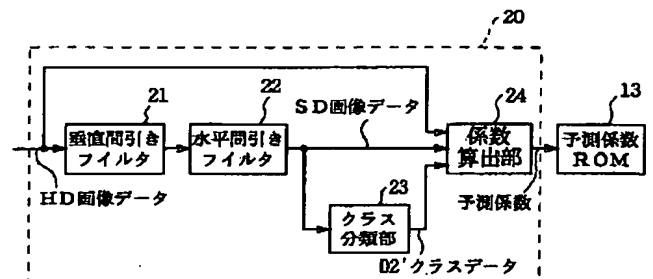 20
21
22
SD画像データ
24
13
垂直間引き
フィルタ
水平間引き
フィルタ
係数
算出部
予測係数
ROM
HD画像データ
23
予測係数
クラス
分類部
D2'クラスデータ